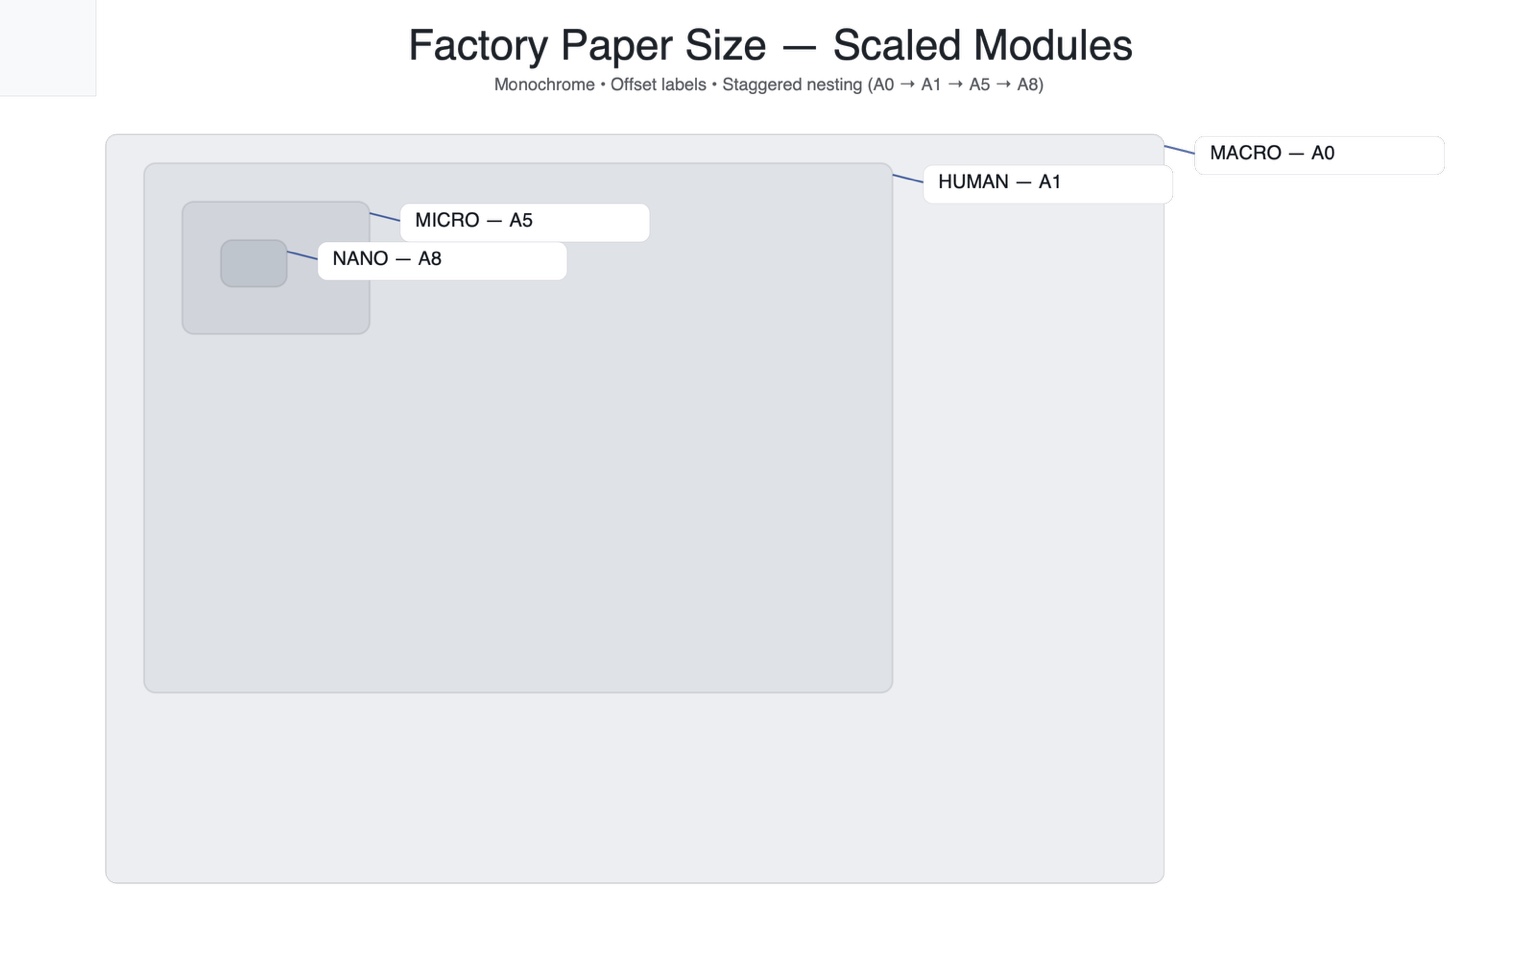 Factory Paper Size — Scaled Modules
Monochrome • Offset labels • Staggered nesting (A0 → A1 → A5 → A8)
MACRO — A0
HUMAN — A1
MICRO — A5
NANO — A8